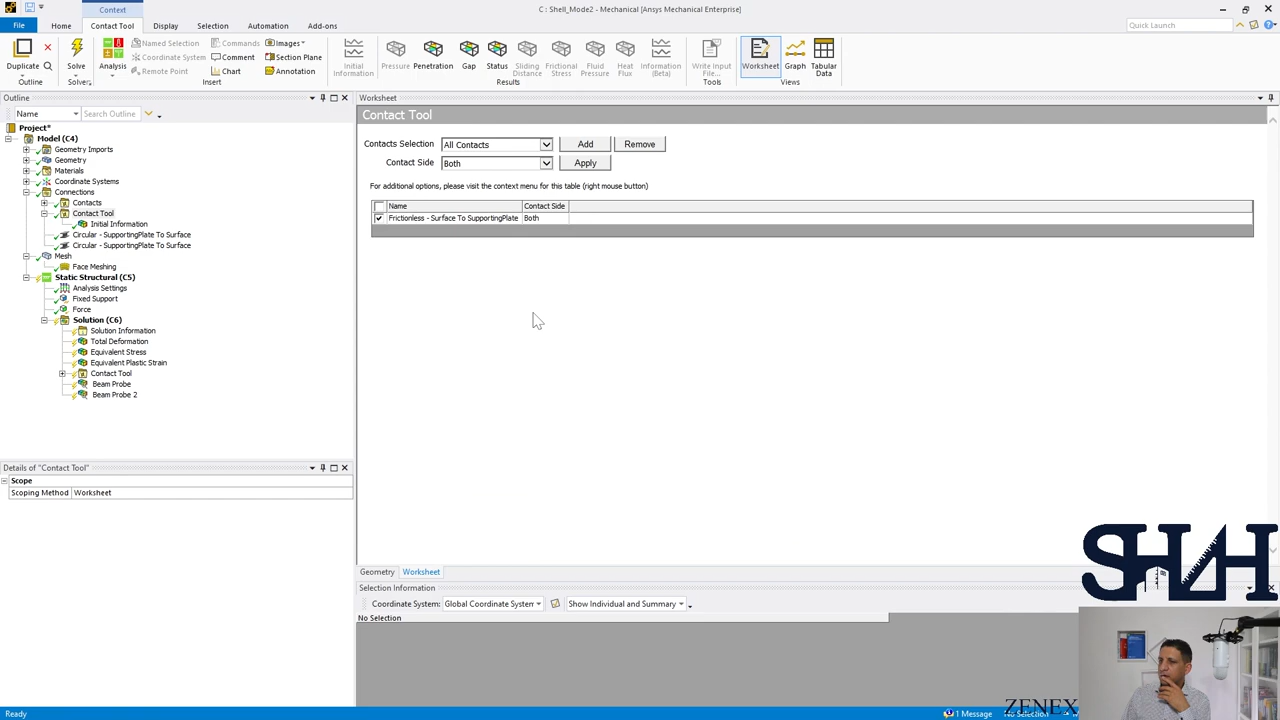 C : Shell_Mode2 - Mechanical [Ansys Mechanical Enterprise]
Context
File Home Contact Tool Display Selection Automation Add-ons Quick Launch
Duplicate
Outline
Solve
Solver
Analysis
Named Selection
Coordinate System
Remote Point
Commands
Comment
Chart
Images
Section Plane
Annotation
Insert
Initial Information
Pressure
Penetration
Gap
Status
Sliding Distance
Frictional Stress
Fluid Pressure
Heat Flux
Information (Beta)
Results
Write Input File...
Tools
Worksheet
Graph
Tabular Data
Views
Outline
Name Search Outline
Project*
Model (C4)
Geometry Imports
Geometry
Materials
Coordinate Systems
Connections
Contacts
Contact Tool
Initial Information
Circular - SupportingPlate To Surface
Circular - SupportingPlate To Surface
Mesh
Face Meshing
Static Structural (C5)
Analysis Settings
Fixed Support
Force
Solution (C6)
Solution Information
Total Deformation
Equivalent Stress
Equivalent Plastic Strain
Contact Tool
Beam Probe
Beam Probe 2
Details of "Contact Tool"
Scope
Scoping Method Worksheet
Worksheet
Contact Tool
Contacts Selection All Contacts Add Remove
Contact Side Both Apply
For additional options, please visit the context menu for this table (right mouse button)
Name Contact Side
Frictionless - Surface To SupportingPlate Both
Geometry Worksheet
Selection Information
Coordinate System: Global Coordinate System Show Individual and Summary
No Selection
ZENEX
Ready 1 Message No Selection